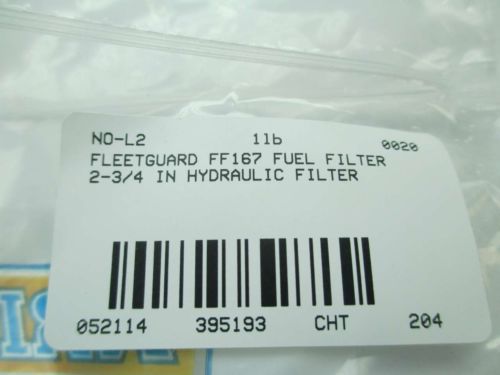 NO-L2 1lb 0020
FLEETGUARD FF167 FUEL FILTER
2-3/4 IN HYDRAULIC FILTER
052114 395193 CHT 204